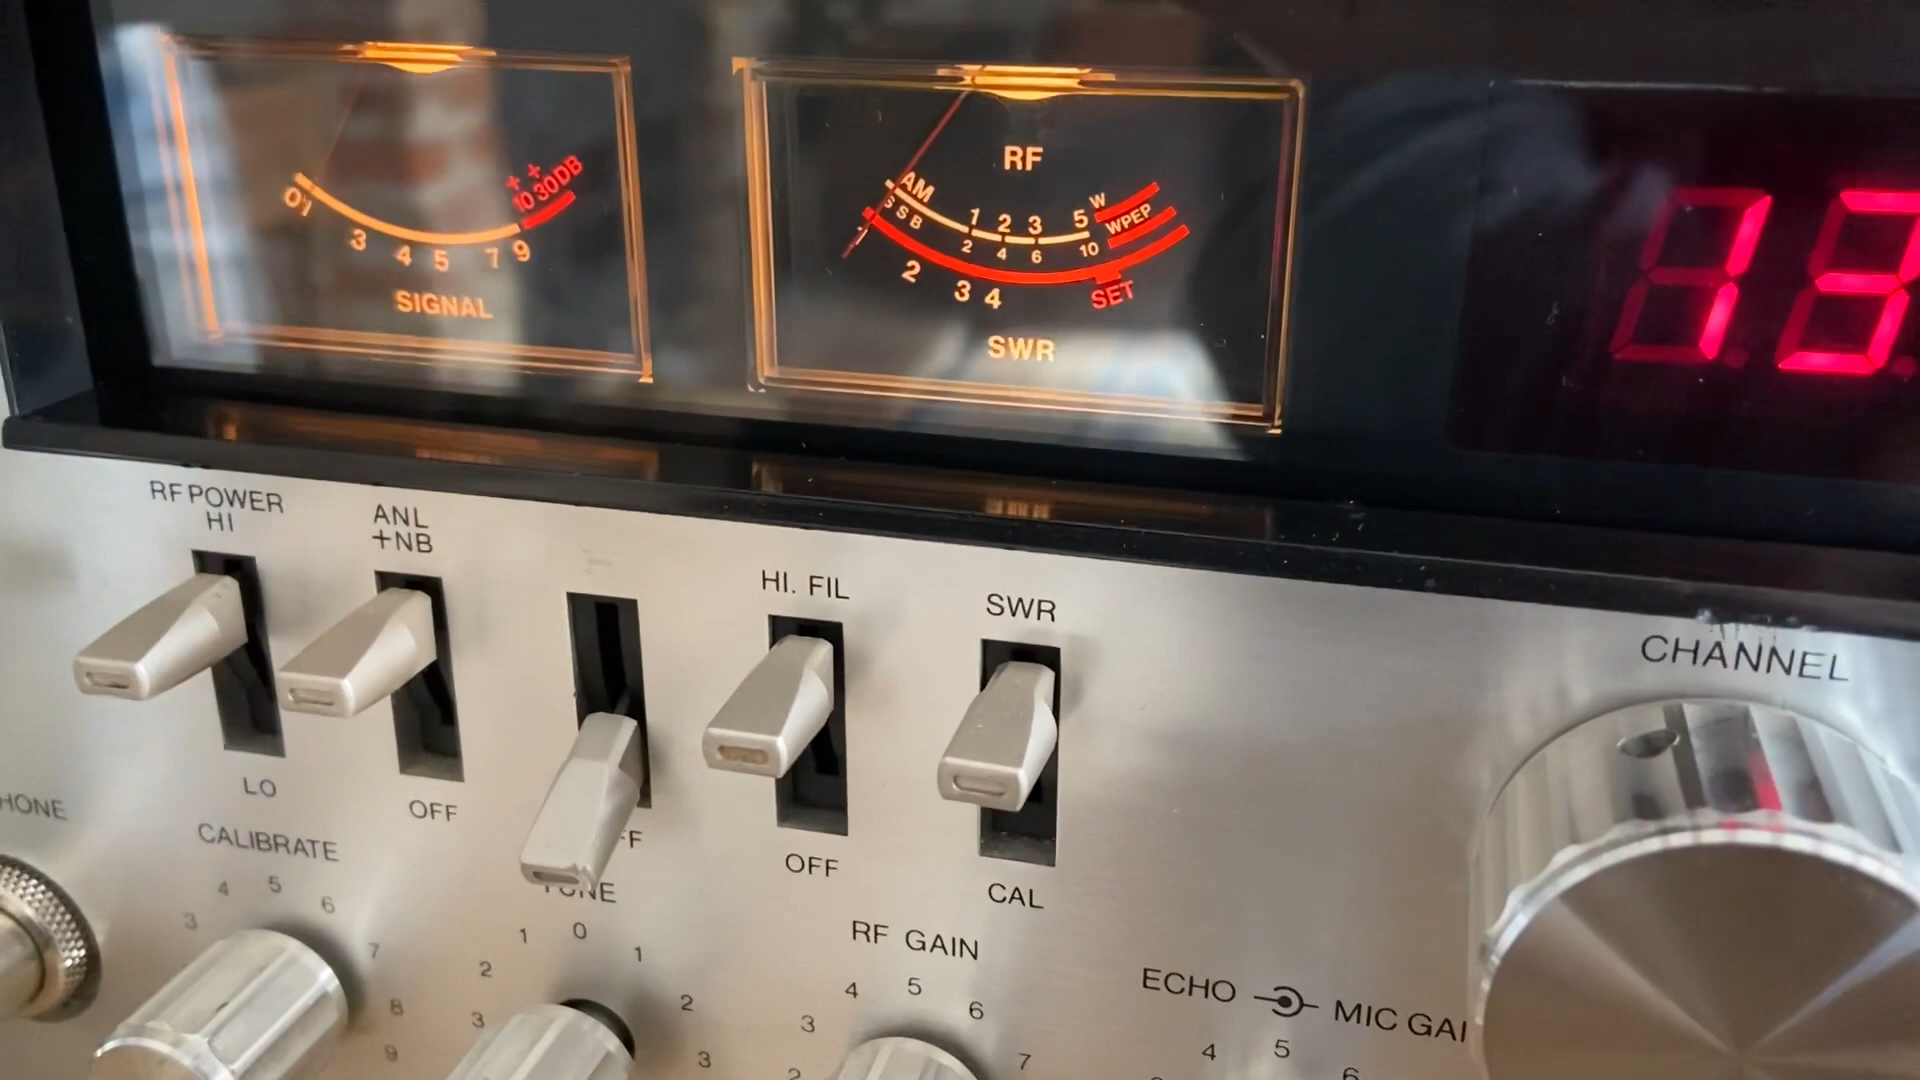 0 1 3 4 5 7 9 + 10 + 30DB
SIGNAL
RF
AM 1 2 3 5 W
SSB 2 4 6 10 WPEP
2 3 4 SET
SWR
13
RF POWER
HI
LO
ANL
+NB
OFF
HI. FIL
OFF
SWR
CAL
CHANNEL
CALIBRATE
3 4 5 6 7 8 9
3 2 1 0 1 2 3
RF GAIN
2 3 4 5 6 7
ECHO MIC GAI
4 5 6